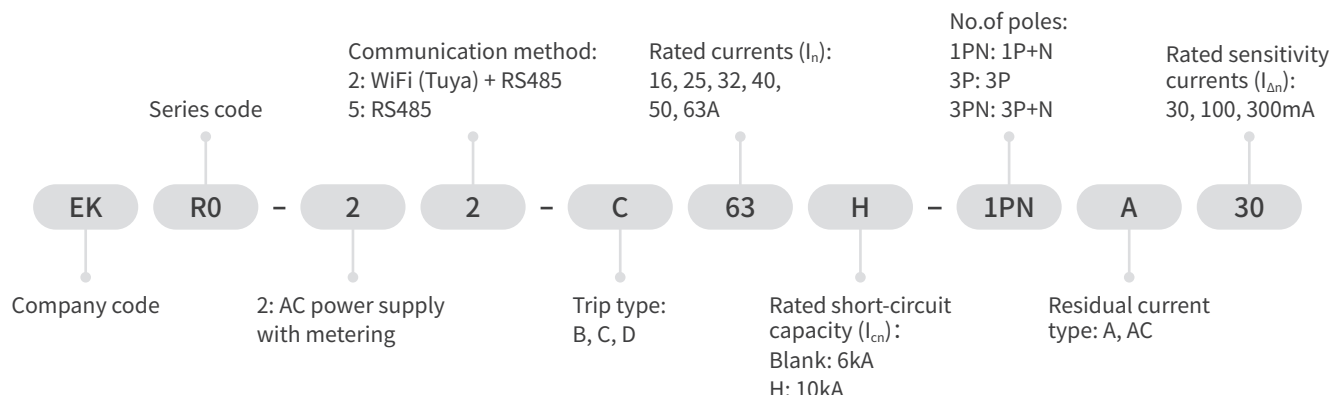 No.of poles:
Communication method:
Rated currents (Iₙ):
1PN: 1P+N
Rated sensitivity
2: WiFi (Tuya) + RS485
16, 25, 32, 40,
3P: 3P
currents (I∆ₙ):
Series code
5: RS485
50, 63A
3PN: 3P+N
30, 100, 300mA
EK R0 – 2 2 – C 63 H – 1PN A 30
Company code
2: AC power supply
with metering
Trip type:
B, C, D
Rated short-circuit
capacity (Icn):
Blank: 6kA
H: 10kA
Residual current
type: A, AC